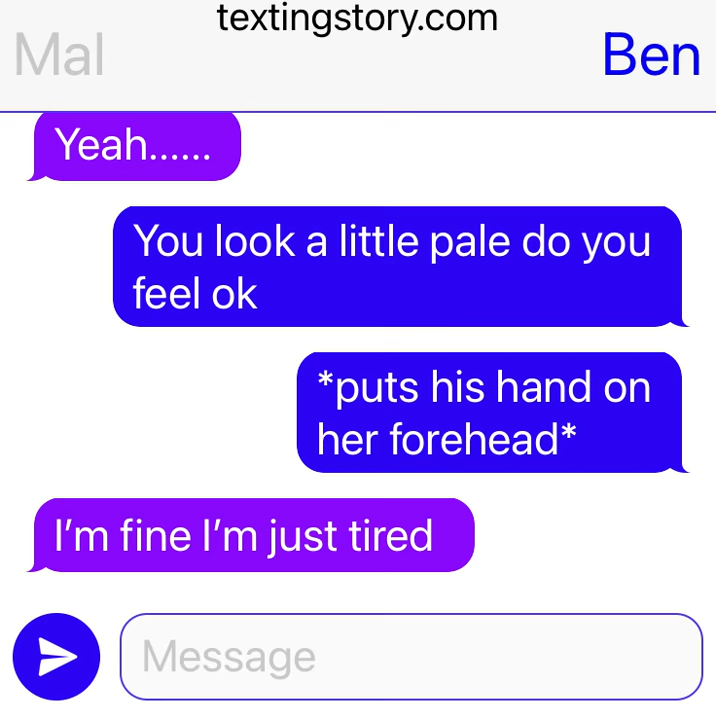 textingstory.com
Mal
Ben
Yeah......
You look a little pale do you
feel ok
*puts his hand on
her forehead*
I’m fine I’m just tired
Message